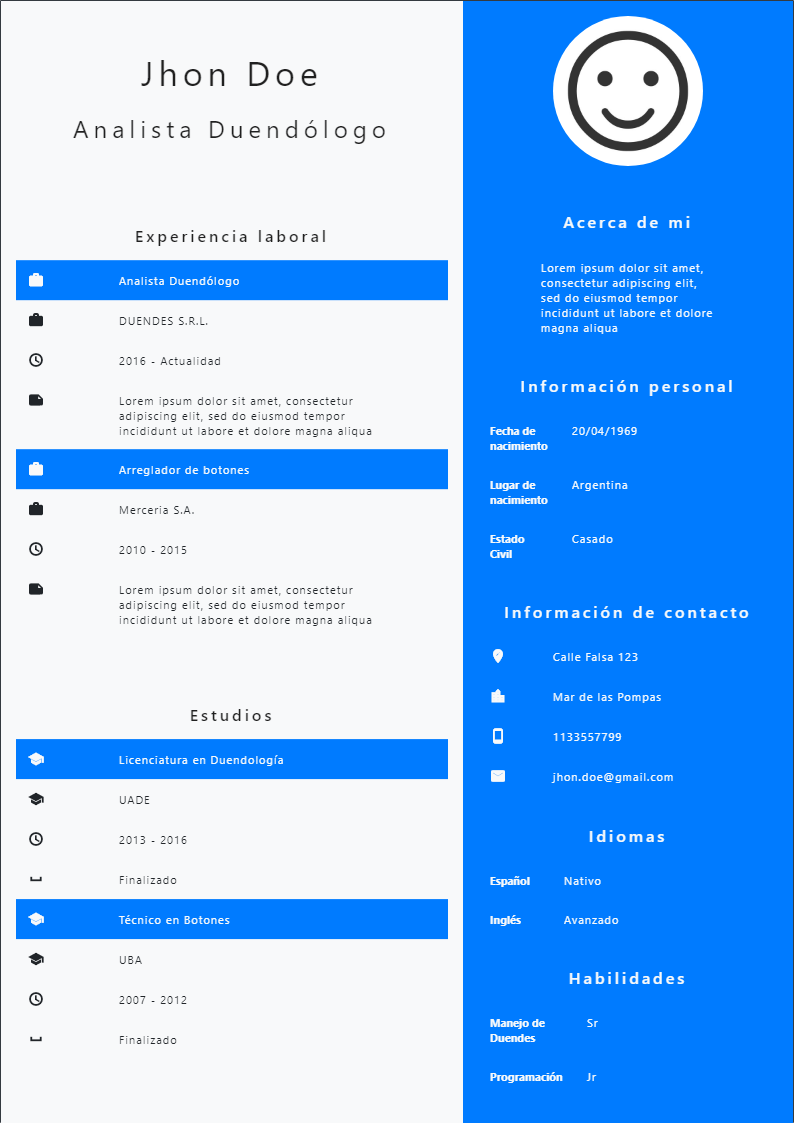 Jhon Doe
Analista Duendólogo
Experiencia laboral
Analista Duendólogo
DUENDES S.R.L.
2016 - Actualidad
Lorem ipsum dolor sit amet, consectetur
adipiscing elit, sed do eiusmod tempor
incididunt ut labore et dolore magna aliqua
Arreglador de botones
Merceria S.A.
2010 - 2015
Lorem ipsum dolor sit amet, consectetur
adipiscing elit, sed do eiusmod tempor
incididunt ut labore et dolore magna aliqua
Estudios
Licenciatura en Duendología
UADE
2013 - 2016
Finalizado
Técnico en Botones
UBA
2007 - 2012
Finalizado
Acerca de mi
Lorem ipsum dolor sit amet,
consectetur adipiscing elit,
sed do eiusmod tempor
incididunt ut labore et dolore
magna aliqua
Información personal
Fecha de 20/04/1969
nacimiento
Lugar de Argentina
nacimiento
Estado Casado
Civil
Información de contacto
Calle Falsa 123
Mar de las Pompas
1133557799
jhon.doe@gmail.com
Idiomas
Español Nativo
Inglés Avanzado
Habilidades
Manejo de Sr
Duendes
Programación Jr